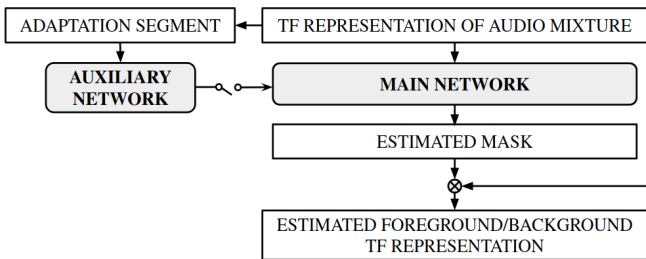 ADAPTATION SEGMENT
TF REPRESENTATION OF AUDIO MIXTURE
AUXILIARY
NETWORK
MAIN NETWORK
ESTIMATED MASK
ESTIMATED FOREGROUND/BACKGROUND
TF REPRESENTATION